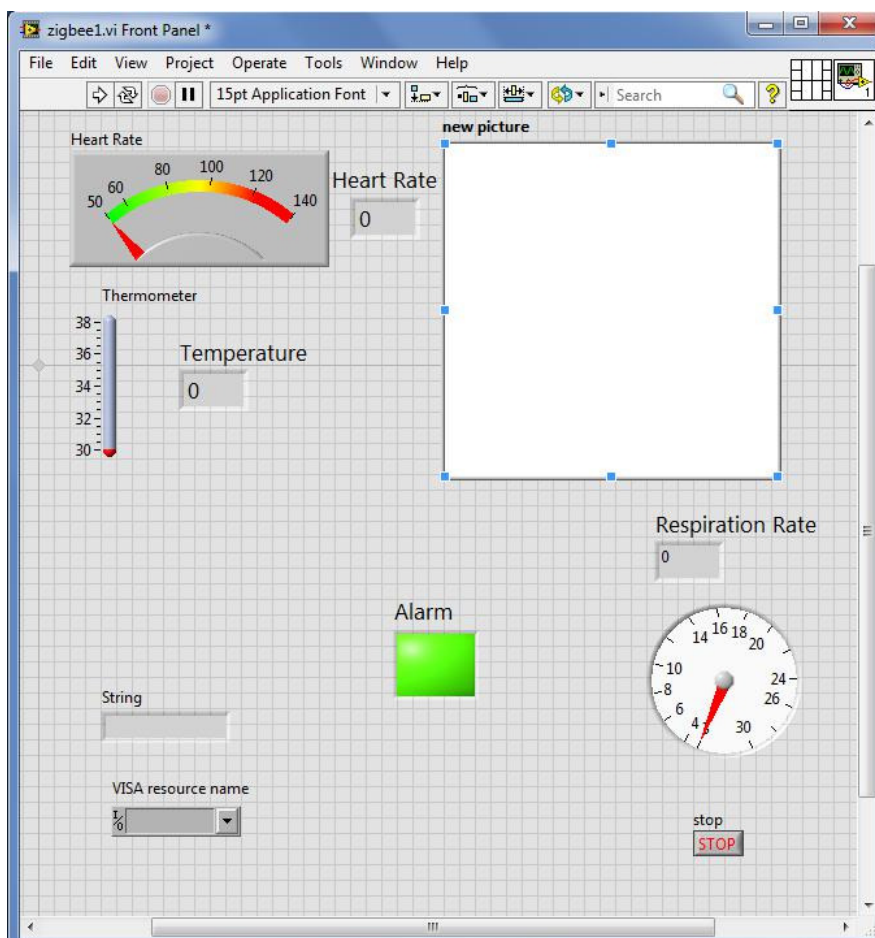 zigbee1.vi Front Panel *
File Edit View Project Operate Tools Window Help
15pt Application Font
Search
?
1
new picture
Heart Rate
50 60 80 100 120 140
Heart Rate
0
Thermometer
38
36
34
32
30
Temperature
0
Respiration Rate
0
4 6 8 10 14 16 18 20 24 26 30
Alarm
String
VISA resource name
I/O
stop
STOP